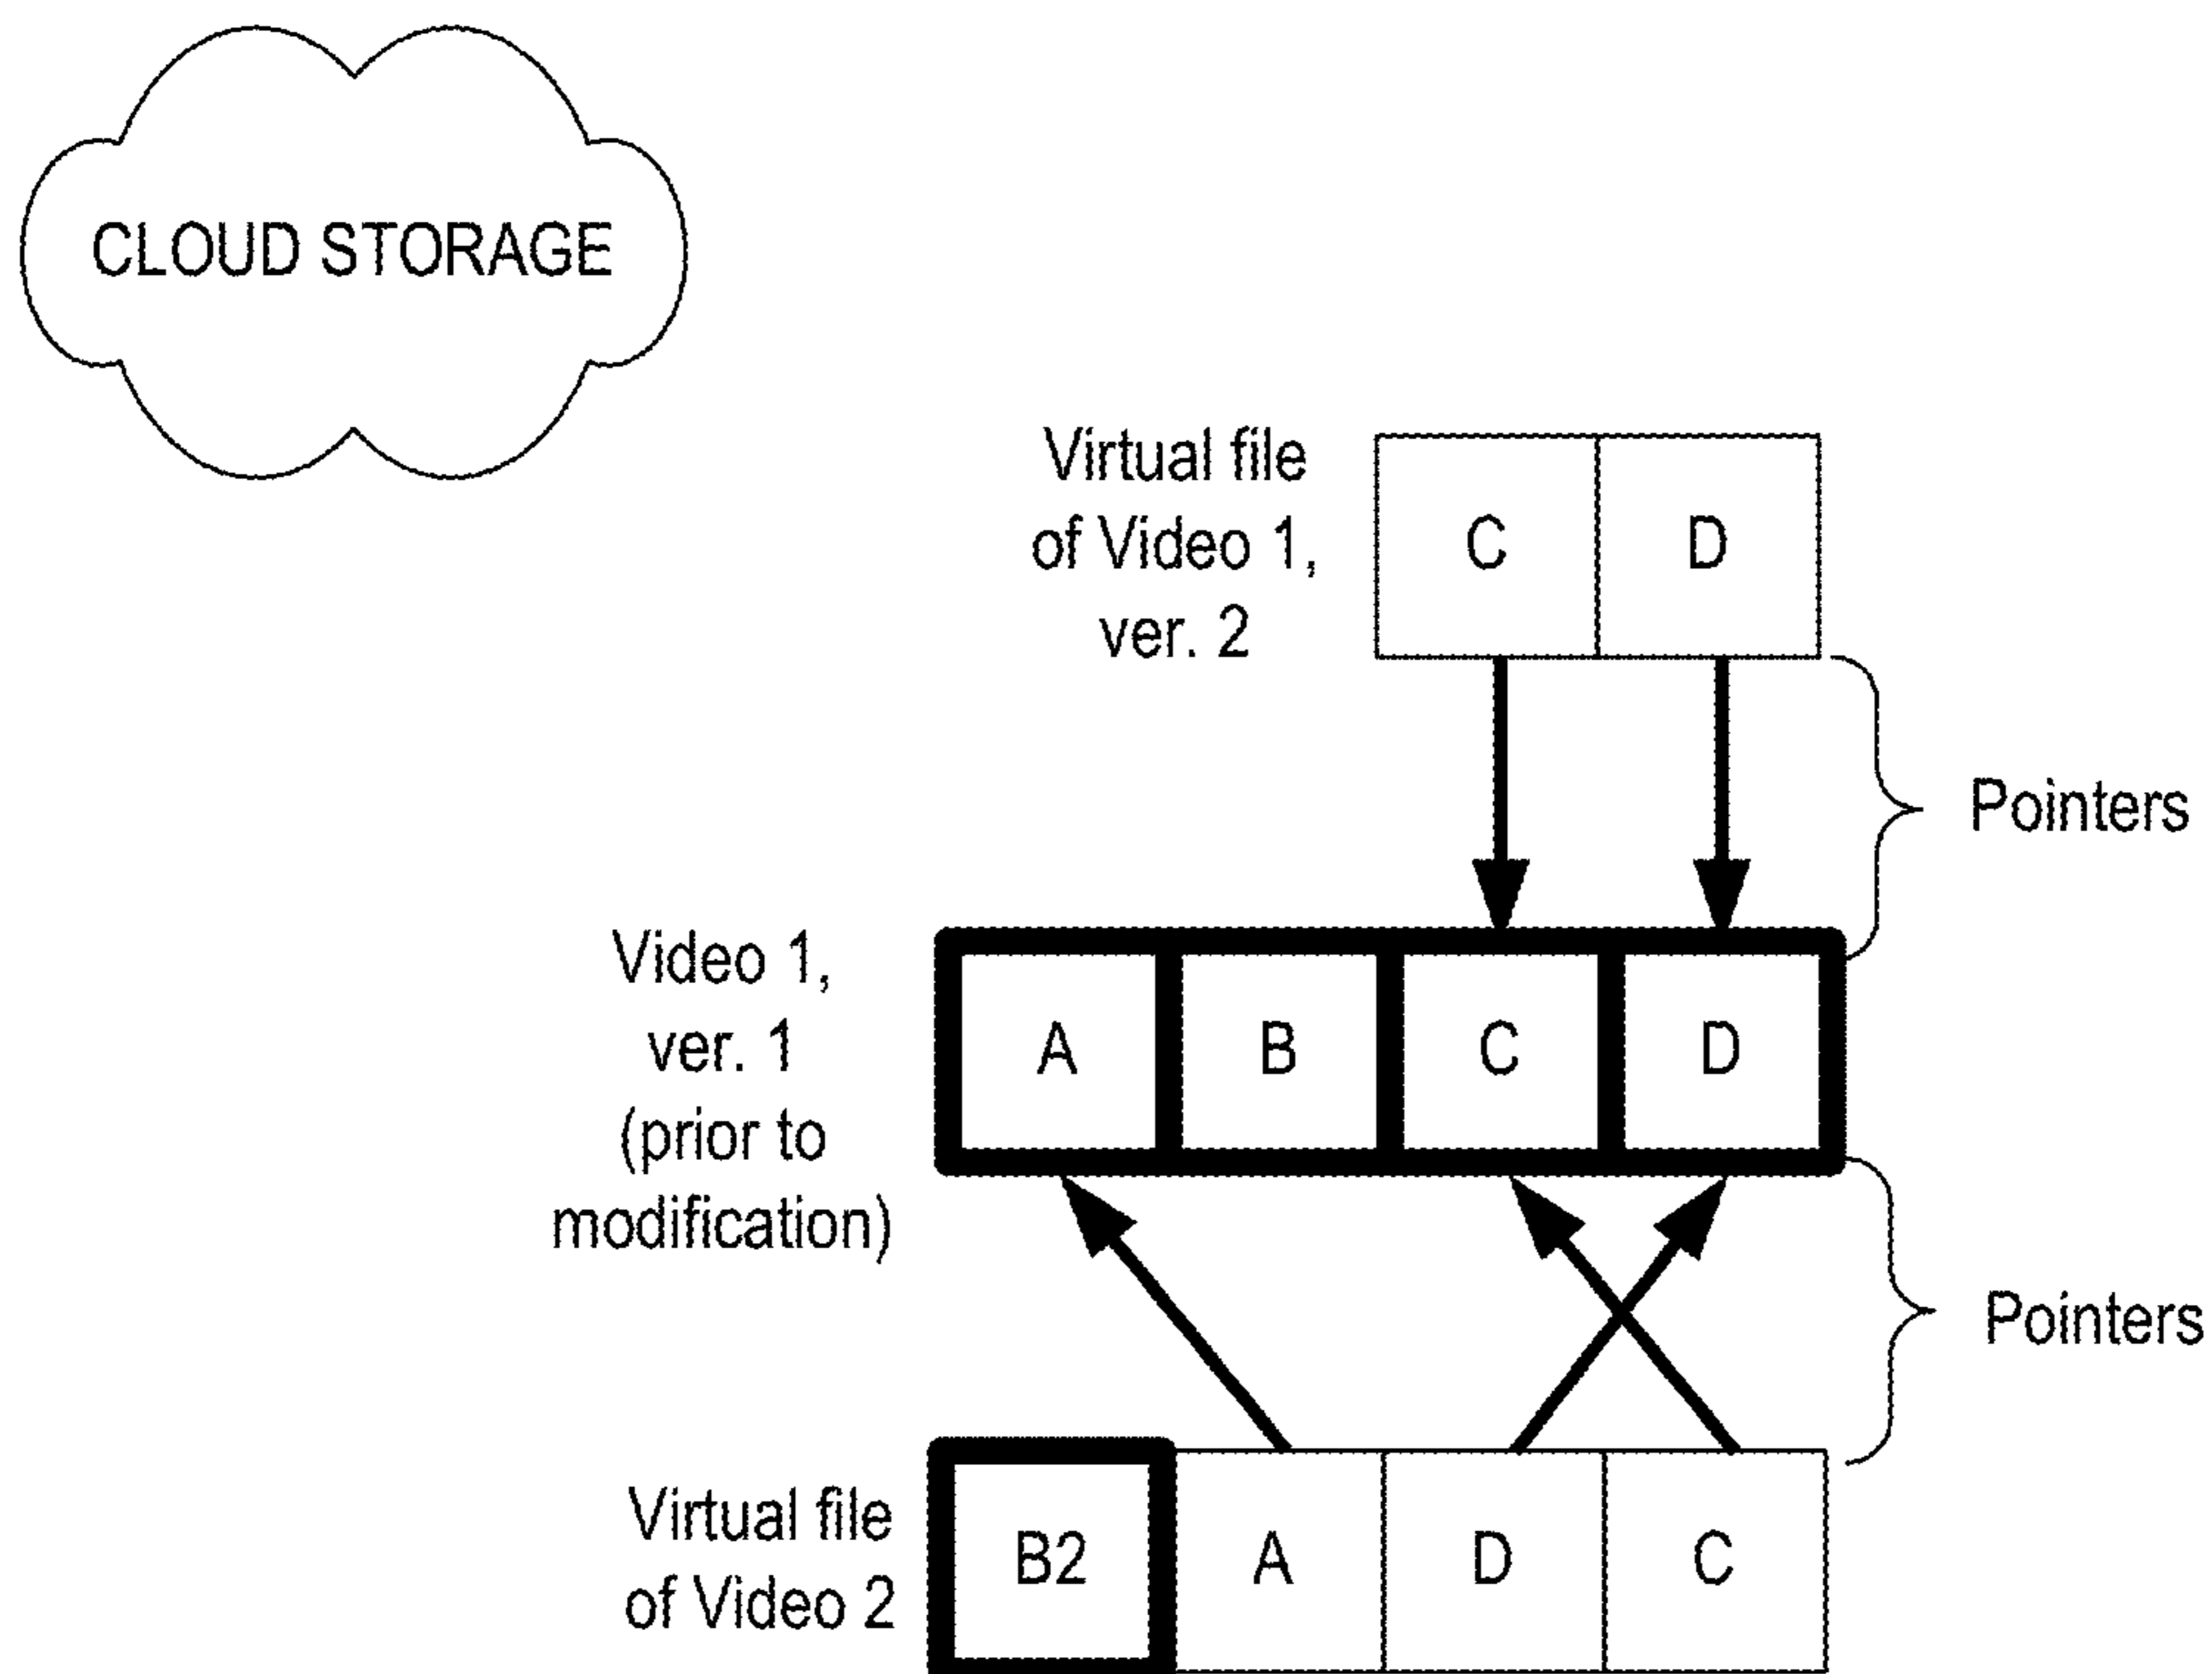 CLOUD STORAGE
Virtual file
of Video 1,
ver. 2
C
D
Pointers
Video 1,
ver. 1
(prior to
modification)
A
B
C
D
Pointers
Virtual file
of Video 2
B2
A
D
C